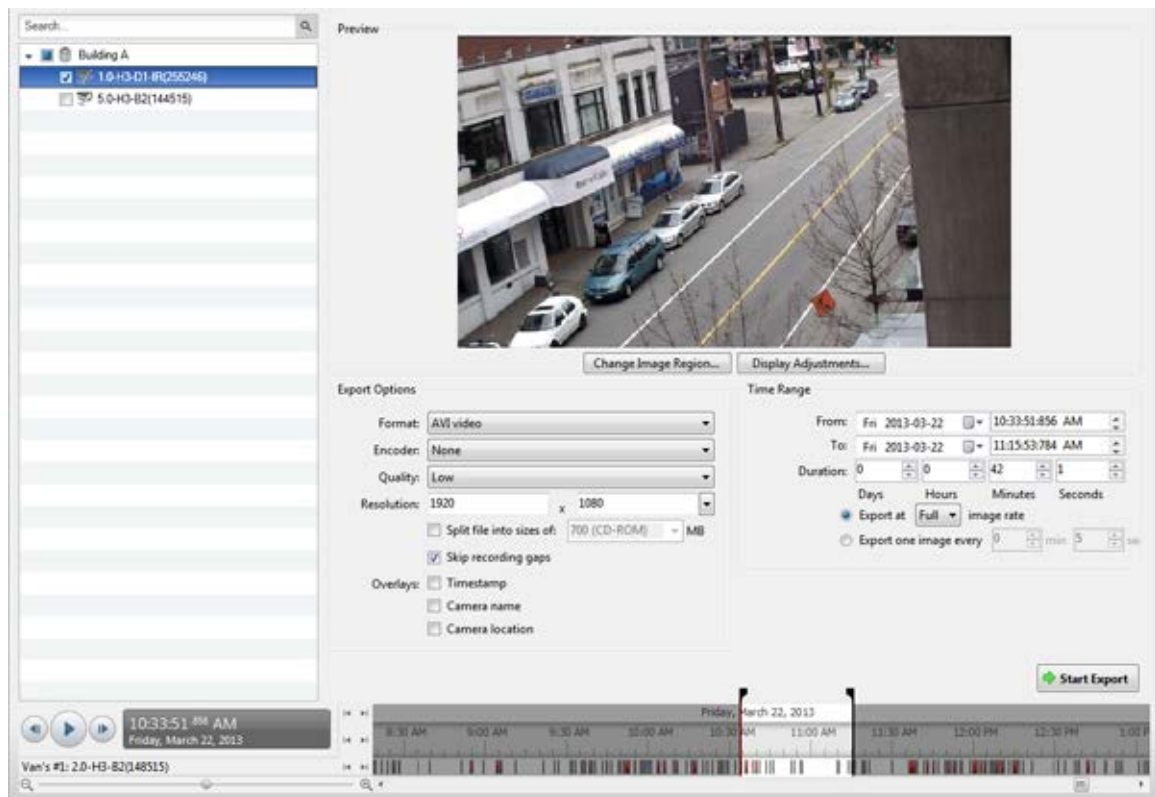 Search...
Building A
1.0-H3-D1-IR(255246)
5.0-H3-B2(144515)
Preview
Change Image Region...
Display Adjustments...
Export Options
Format: AVI video
Encoder: None
Quality: Low
Resolution: 1920 x 1080
Split file into sizes of: 700 (CD-ROM) MB
Skip recording gaps
Overlays: Timestamp
Camera name
Camera location
Time Range
From: Fri 2013-03-22 10:33:51:856 AM
To: Fri 2013-03-22 11:15:53:784 AM
Duration: 0 0 42 1
Days Hours Minutes Seconds
Export at Full image rate
Export one image every 0 min 5 se
Start Export
10:33:51 856 AM
Friday, March 22, 2013
Friday, March 22, 2013
8:30 AM 9:00 AM 9:30 AM 10:00 AM 10:30 AM 11:00 AM 11:30 AM 12:00 PM 12:30 PM 1:00 P
Van's #1: 2.0-H3-B2(148515)